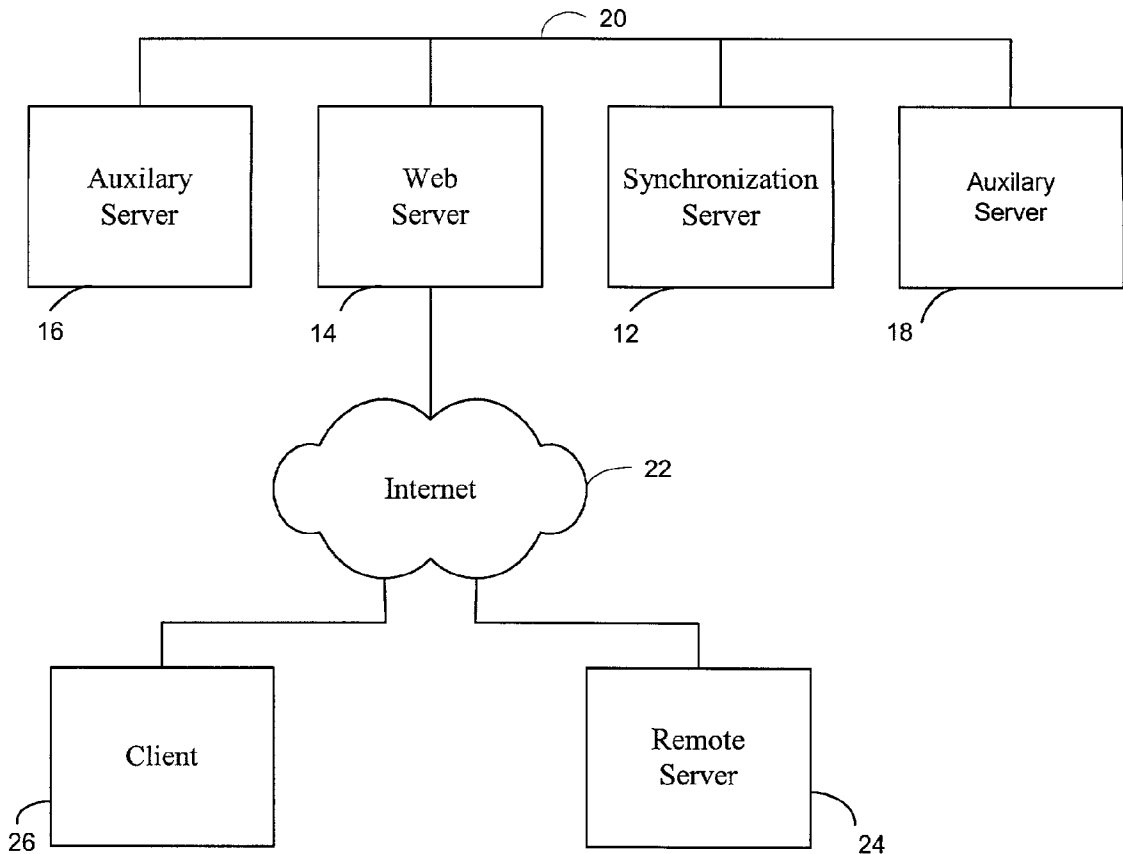 20
Auxilary
Server
Web
Server
Synchronization
Server
Auxilary
Server
16
14
12
18
Internet
22
Client
Remote
Server
26
24